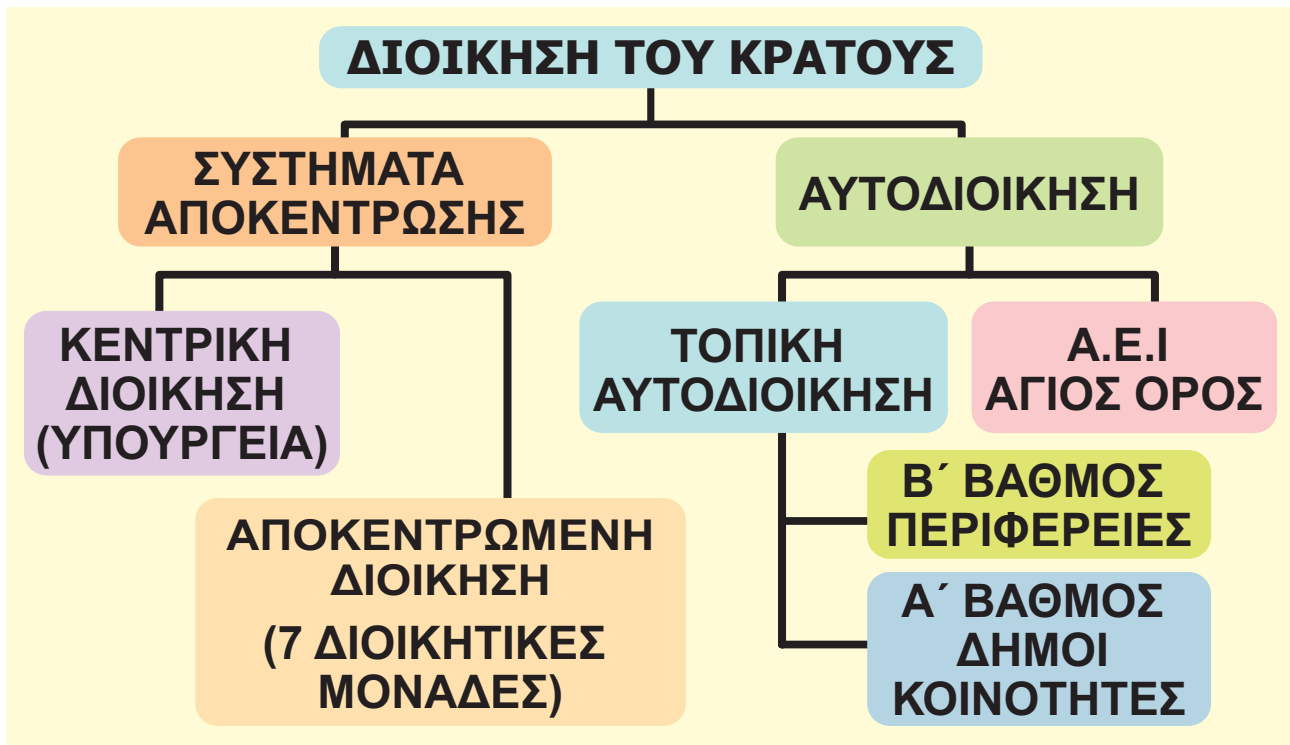 ΔΙΟΙΚΗΣΗ ΤΟΥ ΚΡΑΤΟΥΣ
ΣΥΣΤΗΜΑΤΑ
ΑΠΟΚΕΝΤΡΩΣΗΣ
ΑΥΤΟΔΙΟΙΚΗΣΗ
ΚΕΝΤΡΙΚΗ
ΔΙΟΙΚΗΣΗ
(ΥΠΟΥΡΓΕΙΑ)
ΑΠΟΚΕΝΤΡΩΜΕΝΗ
ΔΙΟΙΚΗΣΗ
(7 ΔΙΟΙΚΗΤΙΚΕΣ
ΜΟΝΑΔΕΣ)
ΤΟΠΙΚΗ
ΑΥΤΟΔΙΟΙΚΗΣΗ
Α.Ε.Ι
ΑΓΙΟΣ ΟΡΟΣ
Β΄ ΒΑΘΜΟΣ
ΠΕΡΙΦΕΡΕΙΕΣ
Α΄ ΒΑΘΜΟΣ
ΔΗΜΟΙ
ΚΟΙΝΟΤΗΤΕΣ